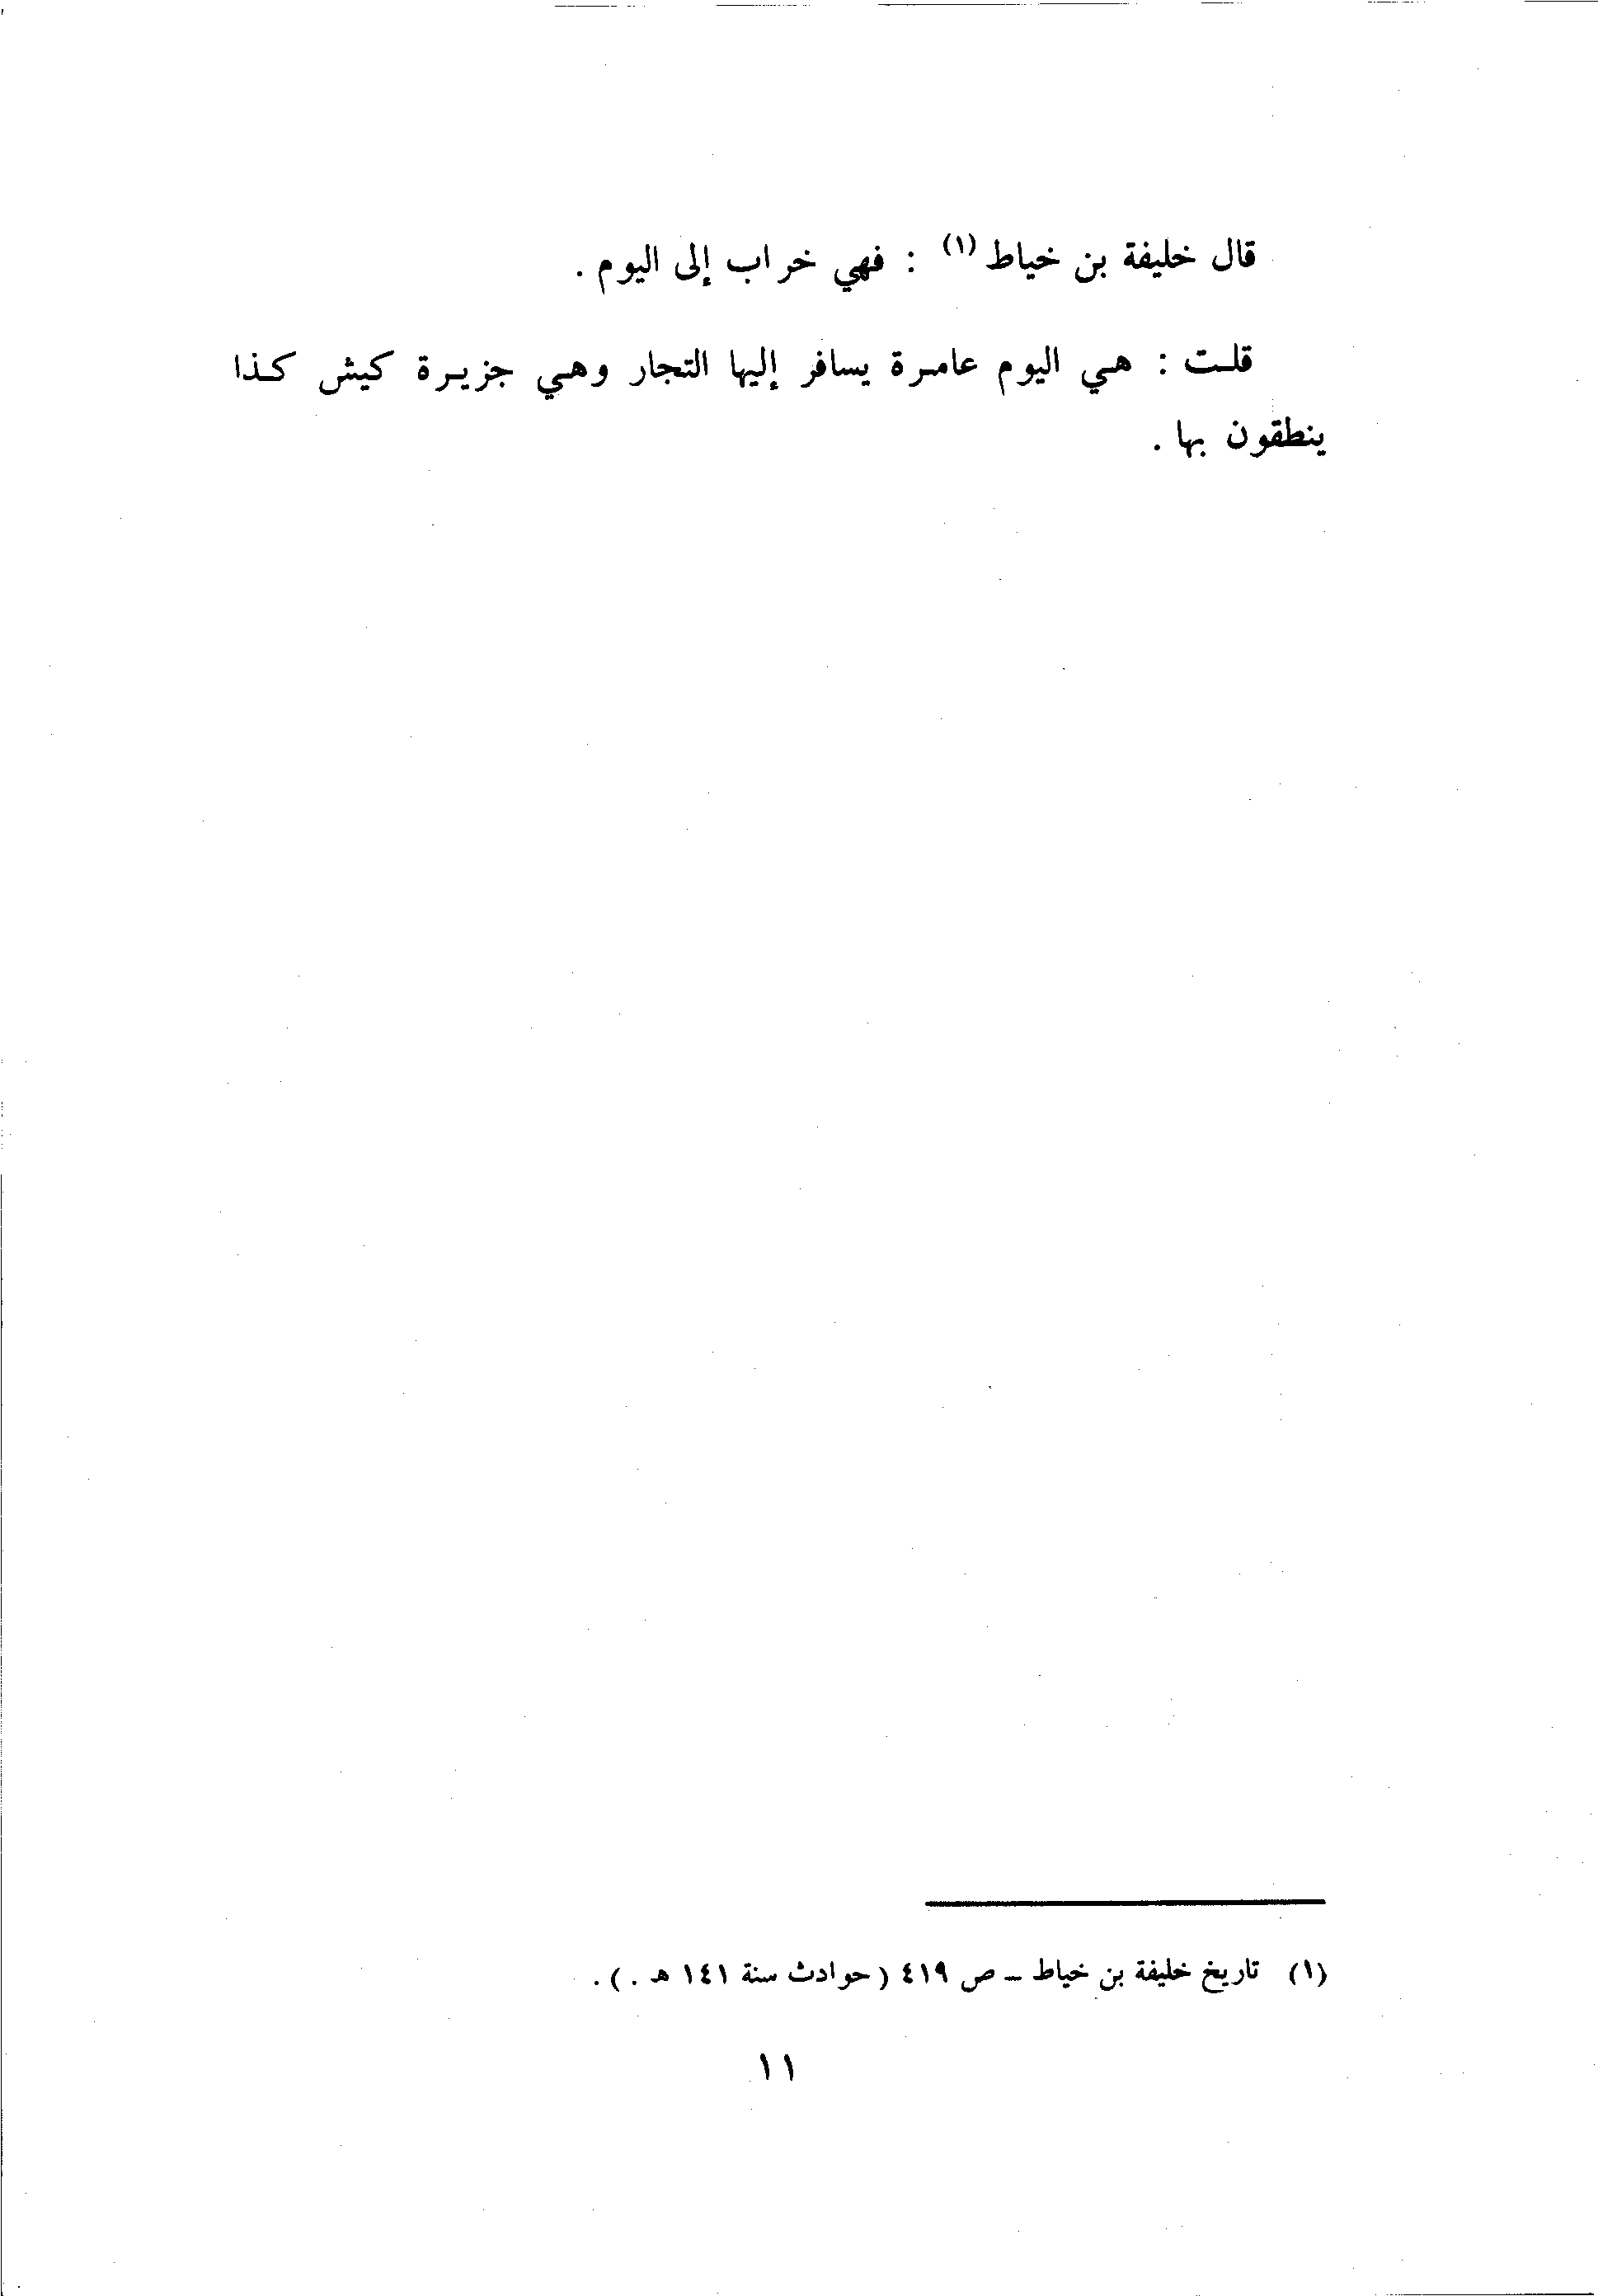 قال خليفة بن خياط (١) : فهي خراب إلى اليوم .
قلت : هي اليوم عامرة يسافر إليها التجار وهي جزيرة كيش كذا
ينطقون بها .
(١) تاريخ خليفة بن خياط – ص ٤١٩ ( حوادث سنة ١٤١ هـ . ) .
١١